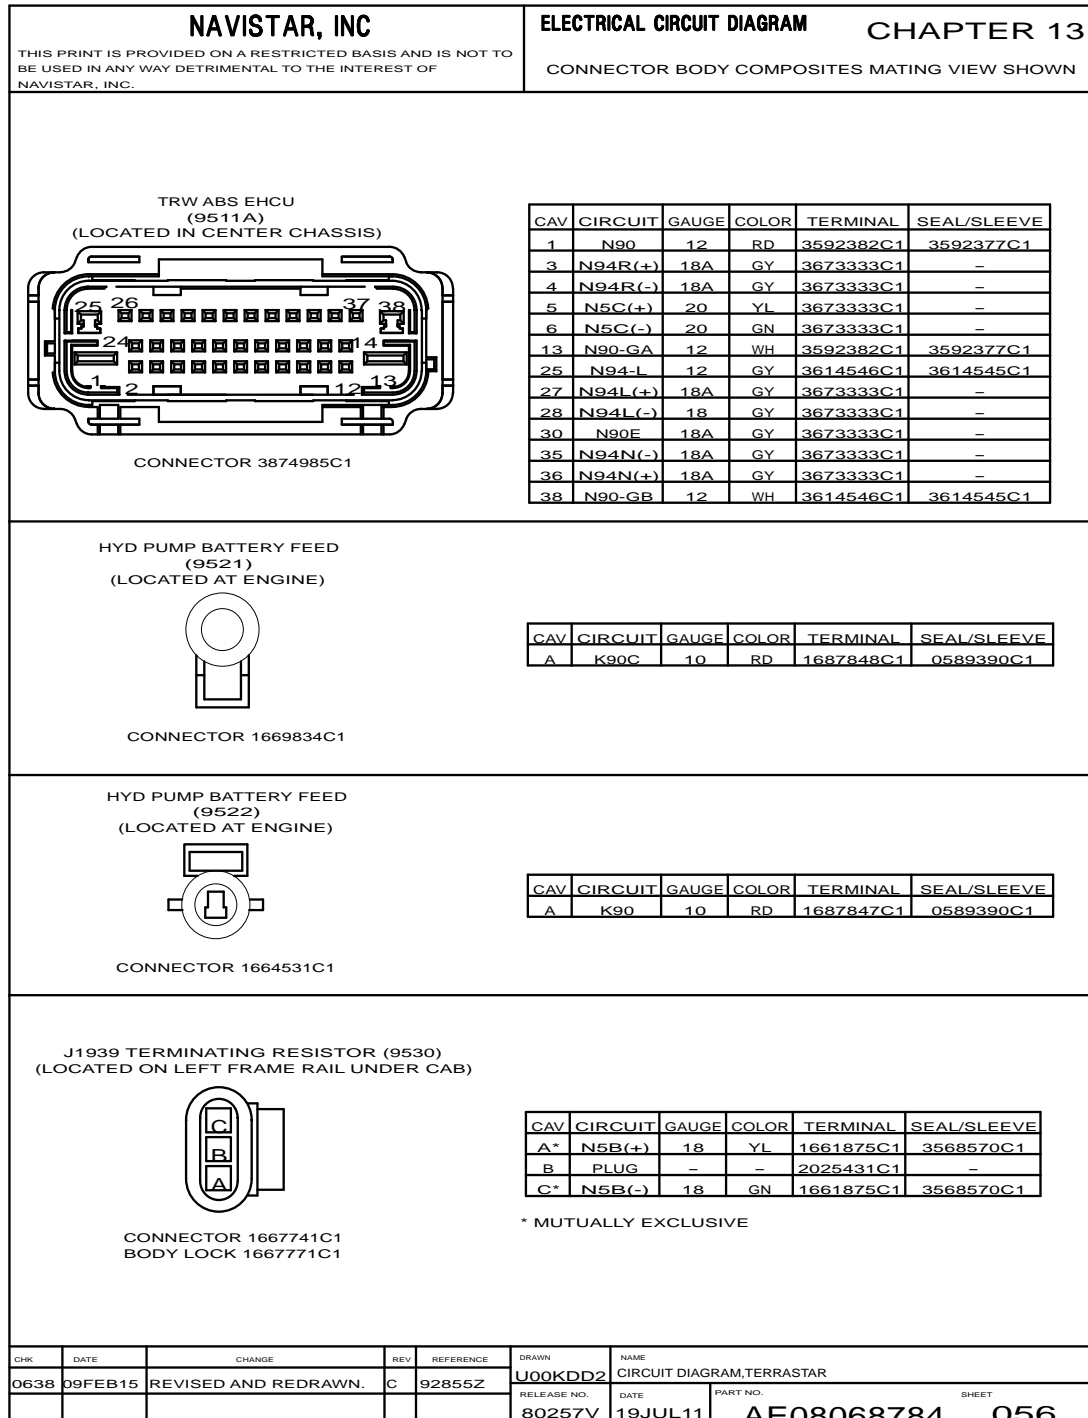 NAVISTAR, INC
THIS PRINT IS PROVIDED ON A RESTRICTED BASIS AND IS NOT TO
BE USED IN ANY WAY DETRIMENTAL TO THE INTEREST OF
NAVISTAR, INC.
ELECTRICAL CIRCUIT DIAGRAM
CHAPTER 13
CONNECTOR BODY COMPOSITES MATING VIEW SHOWN
TRW ABS EHCU
(9511A)
(LOCATED IN CENTER CHASSIS)
25 26 37 38
24 14
1 2 12 13
CONNECTOR 3874985C1
CAV CIRCUIT GAUGE COLOR TERMINAL SEAL/SLEEVE
1 N90 12 RD 3592382C1 3592377C1
3 N94R(+) 18A GY 3673333C1 –
4 N94R(-) 18A GY 3673333C1 –
5 N5C(+) 20 YL 3673333C1 –
6 N5C(-) 20 GN 3673333C1 –
13 N90-GA 12 WH 3592382C1 3592377C1
25 N94-L 12 GY 3614546C1 3614545C1
27 N94L(+) 18A GY 3673333C1 –
28 N94L(-) 18 GY 3673333C1 –
30 N90E 18A GY 3673333C1 –
35 N94N(-) 18A GY 3673333C1 –
36 N94N(+) 18A GY 3673333C1 –
38 N90-GB 12 WH 3614546C1 3614545C1
HYD PUMP BATTERY FEED
(9521)
(LOCATED AT ENGINE)
CONNECTOR 1669834C1
CAV CIRCUIT GAUGE COLOR TERMINAL SEAL/SLEEVE
A K90C 10 RD 1687848C1 0589390C1
HYD PUMP BATTERY FEED
(9522)
(LOCATED AT ENGINE)
CONNECTOR 1664531C1
CAV CIRCUIT GAUGE COLOR TERMINAL SEAL/SLEEVE
A K90 10 RD 1687847C1 0589390C1
J1939 TERMINATING RESISTOR (9530)
(LOCATED ON LEFT FRAME RAIL UNDER CAB)
C
B
A
CONNECTOR 1667741C1
BODY LOCK 1667771C1
CAV CIRCUIT GAUGE COLOR TERMINAL SEAL/SLEEVE
A* N5B(+) 18 YL 1661875C1 3568570C1
B PLUG – – 2025431C1 –
C* N5B(-) 18 GN 1661875C1 3568570C1
* MUTUALLY EXCLUSIVE
CHK DATE CHANGE REV REFERENCE
0638 09FEB15 REVISED AND REDRAWN. C 92855Z
DRAWN
U00KDD2
NAME
CIRCUIT DIAGRAM,TERRASTAR
RELEASE NO.
80257V
DATE
19JUL11
PART NO.
AE08068784
SHEET
056